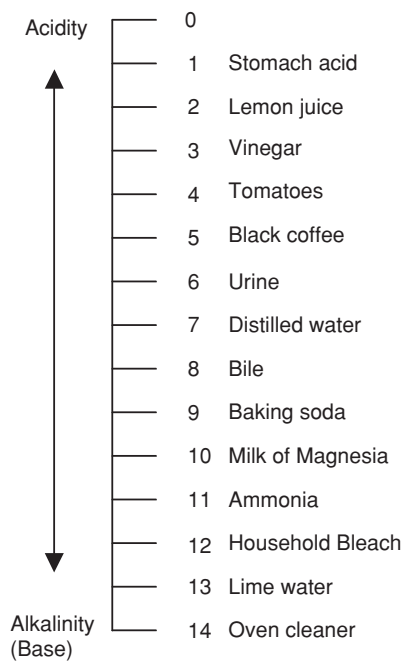 Acidity
0
1 Stomach acid
2 Lemon juice
3 Vinegar
4 Tomatoes
5 Black coffee
6 Urine
7 Distilled water
8 Bile
9 Baking soda
10 Milk of Magnesia
11 Ammonia
12 Household Bleach
13 Lime water
Alkalinity
(Base)
14 Oven cleaner